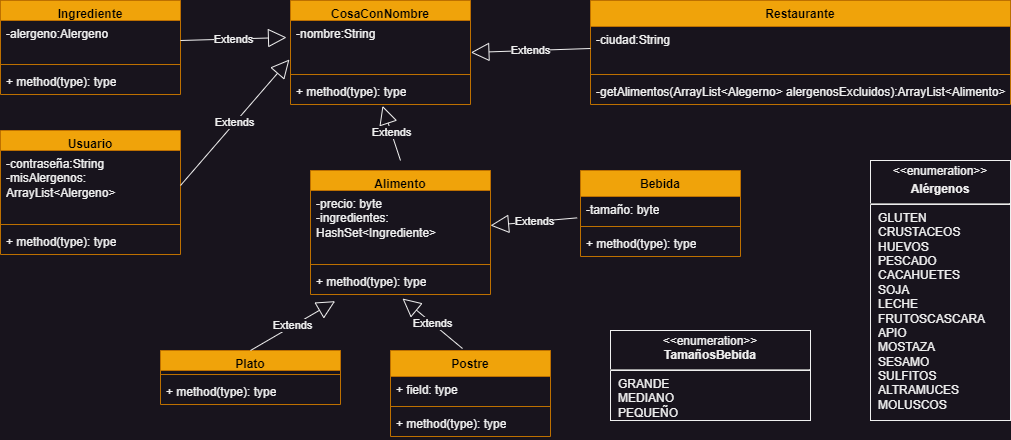 Ingrediente
-alergeno:Alergeno
+ method(type): type
Extends
CosaConNombre
-nombre:String
+ method(type): type
Extends
Restaurante
-ciudad:String
-getAlimentos(ArrayList<Alegerno> alergenosExcluidos):ArrayList<Alimento>
Usuario
-contraseña:String
-misAlergenos:
ArrayList<Alergeno>
+ method(type): type
Extends
Extends
Alimento
-precio: byte
-ingredientes:
HashSet<Ingrediente>
+ method(type): type
Extends
Bebida
-tamaño: byte
+ method(type): type
<<enumeration>>
Alérgenos
GLUTEN
CRUSTACEOS
HUEVOS
PESCADO
CACAHUETES
SOJA
LECHE
FRUTOSCASCARA
APIO
MOSTAZA
SESAMO
SULFITOS
ALTRAMUCES
MOLUSCOS
Extends
Extends
Plato
+ method(type): type
Postre
+ field: type
+ method(type): type
<<enumeration>>
TamañosBebida
GRANDE
MEDIANO
PEQUEÑO